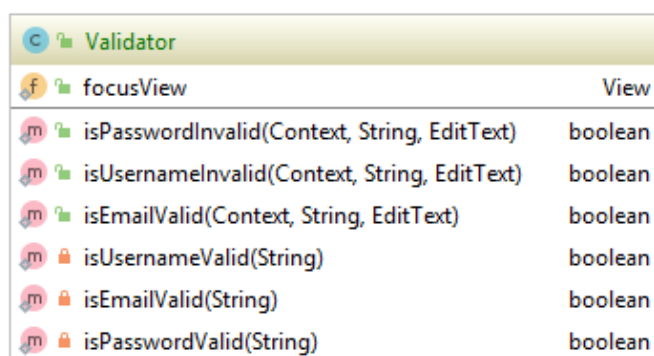 C Validator
f focusView View
m isPasswordInvalid(Context, String, EditText) boolean
m isUsernameInvalid(Context, String, EditText) boolean
m isEmailValid(Context, String, EditText) boolean
m isUsernameValid(String) boolean
m isEmailValid(String) boolean
m isPasswordValid(String) boolean